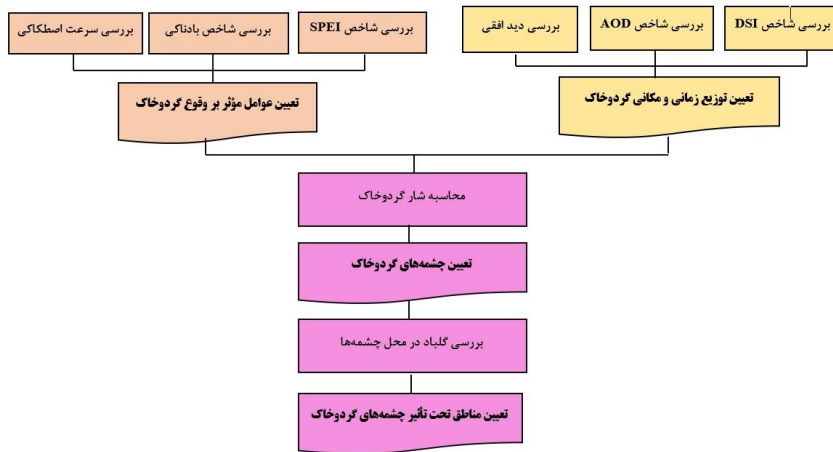 بررسی شاخص DSI
بررسی شاخص AOD
بررسی دید افقی
بررسی شاخص SPEI
بررسی شاخص بادناکی
بررسی سرعت اصطکاکی
تعیین توزیع زمانی و مکانی گردوخاک
تعیین عوامل مؤثر بر وقوع گردوخاک
محاسبه شار گردوخاک
تعیین چشمه‌های گردوخاک
بررسی گلباد در محل چشمه‌ها
تعیین مناطق تحت تأثیر چشمه‌های گردوخاک